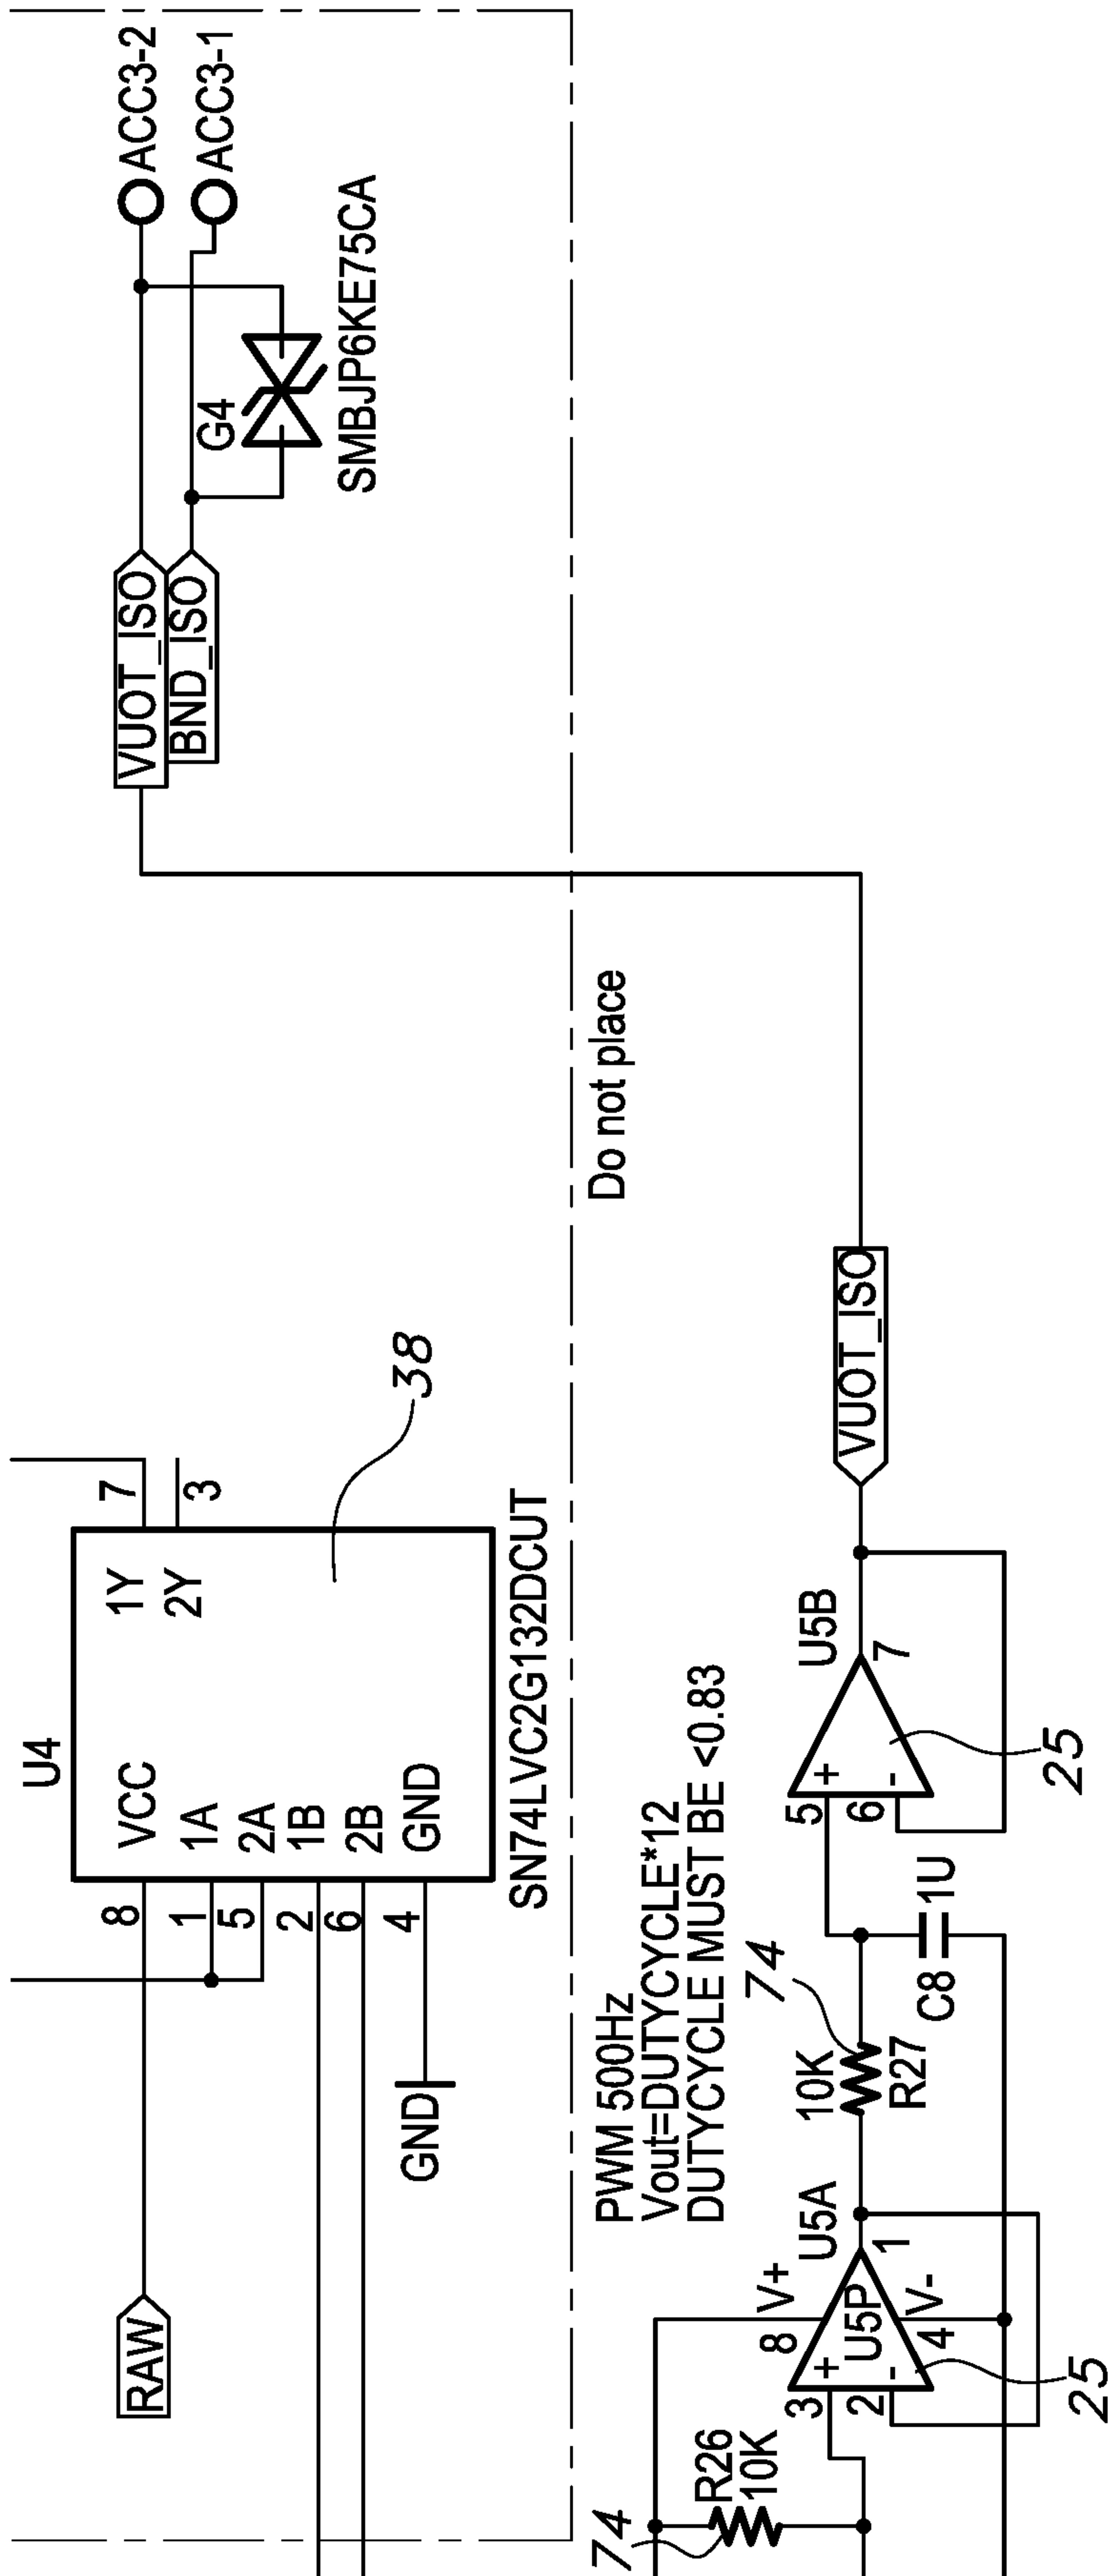 ACC3-2
ACC3-1
G4
SMBJP6KE75CA
VUOT_ISO
BND_ISO
Do not place
VUOT_ISO
38
7
3
1Y
2Y
U4
VCC
1A
2A
1B
2B
GND
8
1
5
2
6
4
SN74LVC2G132DCUT
GND
RAW
PWM 500Hz
Vout=DUTYCYCLE*12
DUTYCYCLE MUST BE <0.83
U5B
7
5
+
6
-
25
1U
C8
74
10K
R27
U5A
1
V+
8
U5P
V-
4
3
+
2
-
25
R26
10K
74